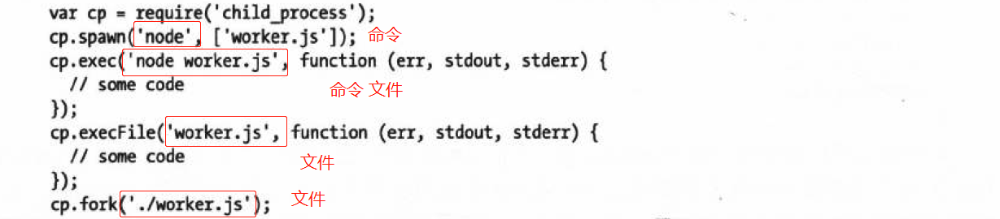 var cp = require('child_process');
cp.spawn('node', ['worker.js']); 命令
cp.exec('node worker.js', function (err, stdout, stderr) {
// some code
命令 文件
});
cp.execFile('worker.js', function (err, stdout, stderr) {
// some code
文件
});
cp.fork('./worker.js'); 文件